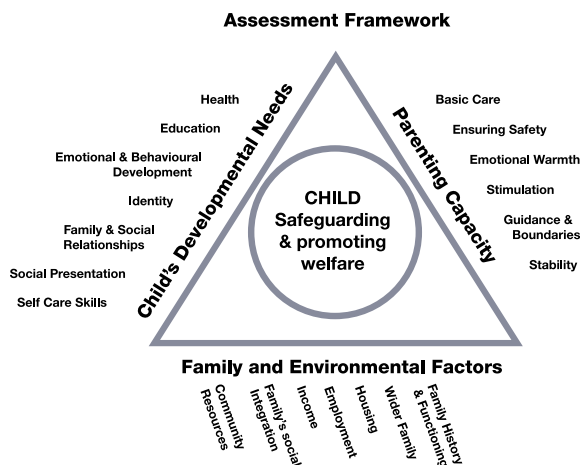 Assessment Framework
Health
Education
Emotional & Behavioural
Development
Identity
Family & Social
Relationships
Social Presentation
Self Care Skills
Child's Developmental Needs
CHILD
Safeguarding
& promoting
welfare
Parenting Capacity
Basic Care
Ensuring Safety
Emotional Warmth
Stimulation
Guidance &
Boundaries
Stability
Family and Environmental Factors
Community
Resources
Family's social
Integration
Income
Employment
Housing
Wider Family
Family History
& Functioning